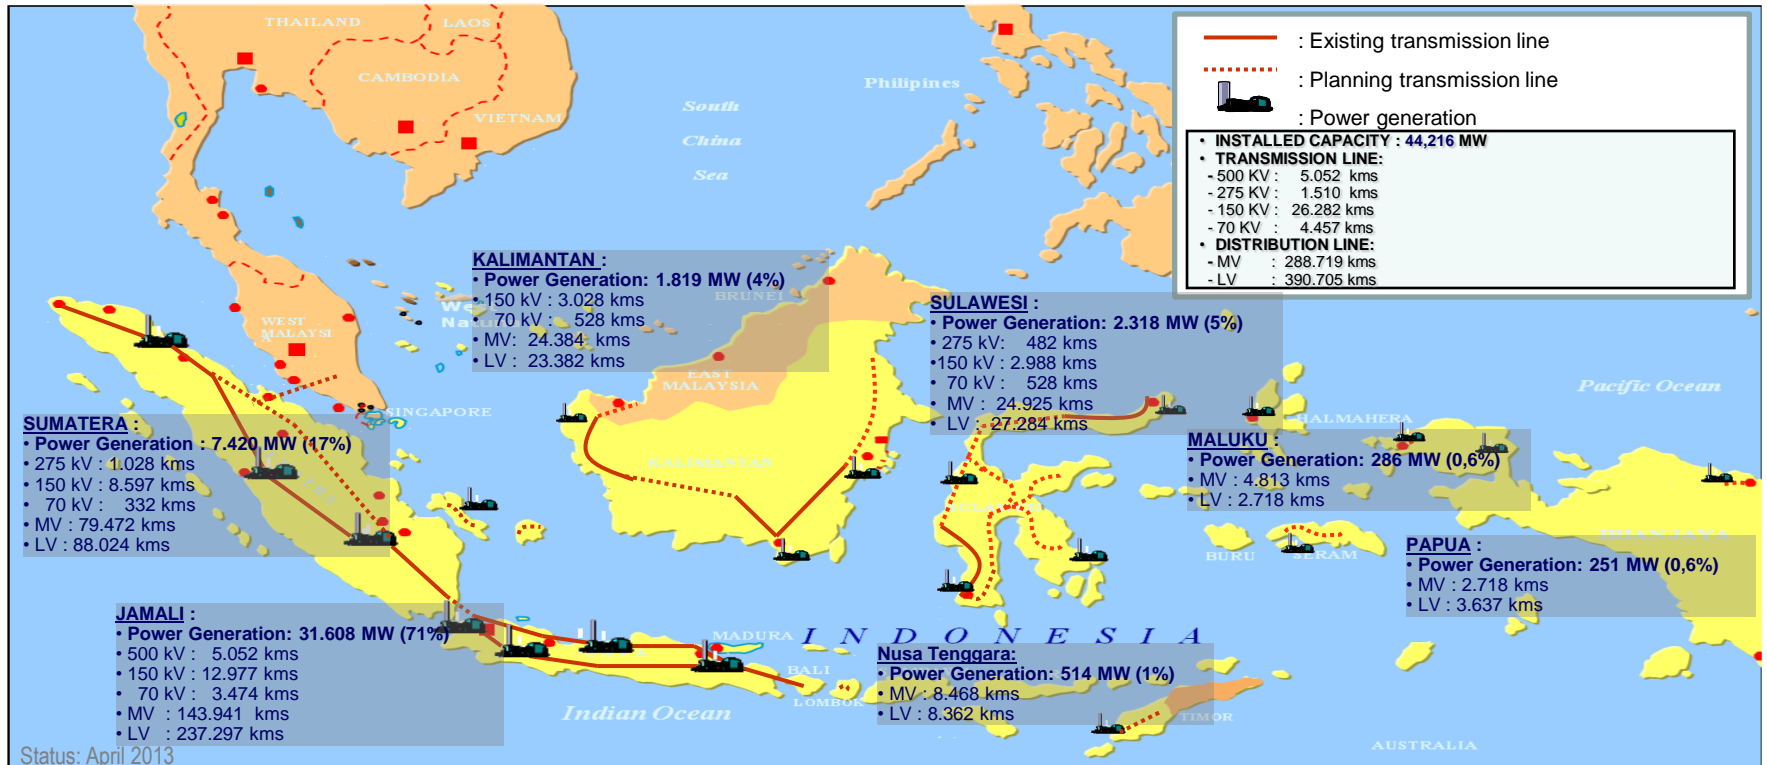 THAILAND
LAOS
CAMBODIA
VIETNAM
South
China
Sea
Philipines
: Existing transmission line
: Planning transmission line
: Power generation
• INSTALLED CAPACITY : 44,216 MW
• TRANSMISSION LINE:
- 500 KV : 5.052 kms
- 275 KV : 1.510 kms
- 150 KV : 26.282 kms
- 70 KV : 4.457 kms
• DISTRIBUTION LINE:
- MV : 288.719 kms
- LV : 390.705 kms
KALIMANTAN :
• Power Generation: 1.819 MW (4%)
• 150 kV : 3.028 kms
• 70 kV : 528 kms
• MV: 24.384 kms
• LV : 23.382 kms
BRUNEI
WEST
MALAYSI
A
EAST
MALAYSIA
SINGAPORE
KALIMANTAN
SULAWESI :
• Power Generation: 2.318 MW (5%)
• 275 kV: 482 kms
•150 kV : 2.988 kms
• 70 kV : 528 kms
• MV : 24.925 kms
• LV : 27.284 kms
Pacific Ocean
HALMAHERA
SUMATERA :
• Power Generation : 7.420 MW (17%)
• 275 kV : 1.028 kms
• 150 kV : 8.597 kms
• 70 kV : 332 kms
• MV : 79.472 kms
• LV : 88.024 kms
MALUKU :
• Power Generation: 286 MW (0,6%)
• MV : 4.813 kms
• LV : 2.718 kms
BURU
SERAM
IRIANJAYA
PAPUA :
• Power Generation: 251 MW (0,6%)
• MV : 2.718 kms
• LV : 3.637 kms
JAMALI :
• Power Generation: 31.608 MW (71%)
• 500 kV : 5.052 kms
• 150 kV : 12.977 kms
• 70 kV : 3.474 kms
• MV : 143.941 kms
• LV : 237.297 kms
MADURA
BALI
LOMBOK
INDONESIA
Nusa Tenggara:
• Power Generation: 514 MW (1%)
• MV : 8.468 kms
• LV : 8.362 kms
TIMOR
Indian Ocean
AUSTRALIA
Status: April 2013